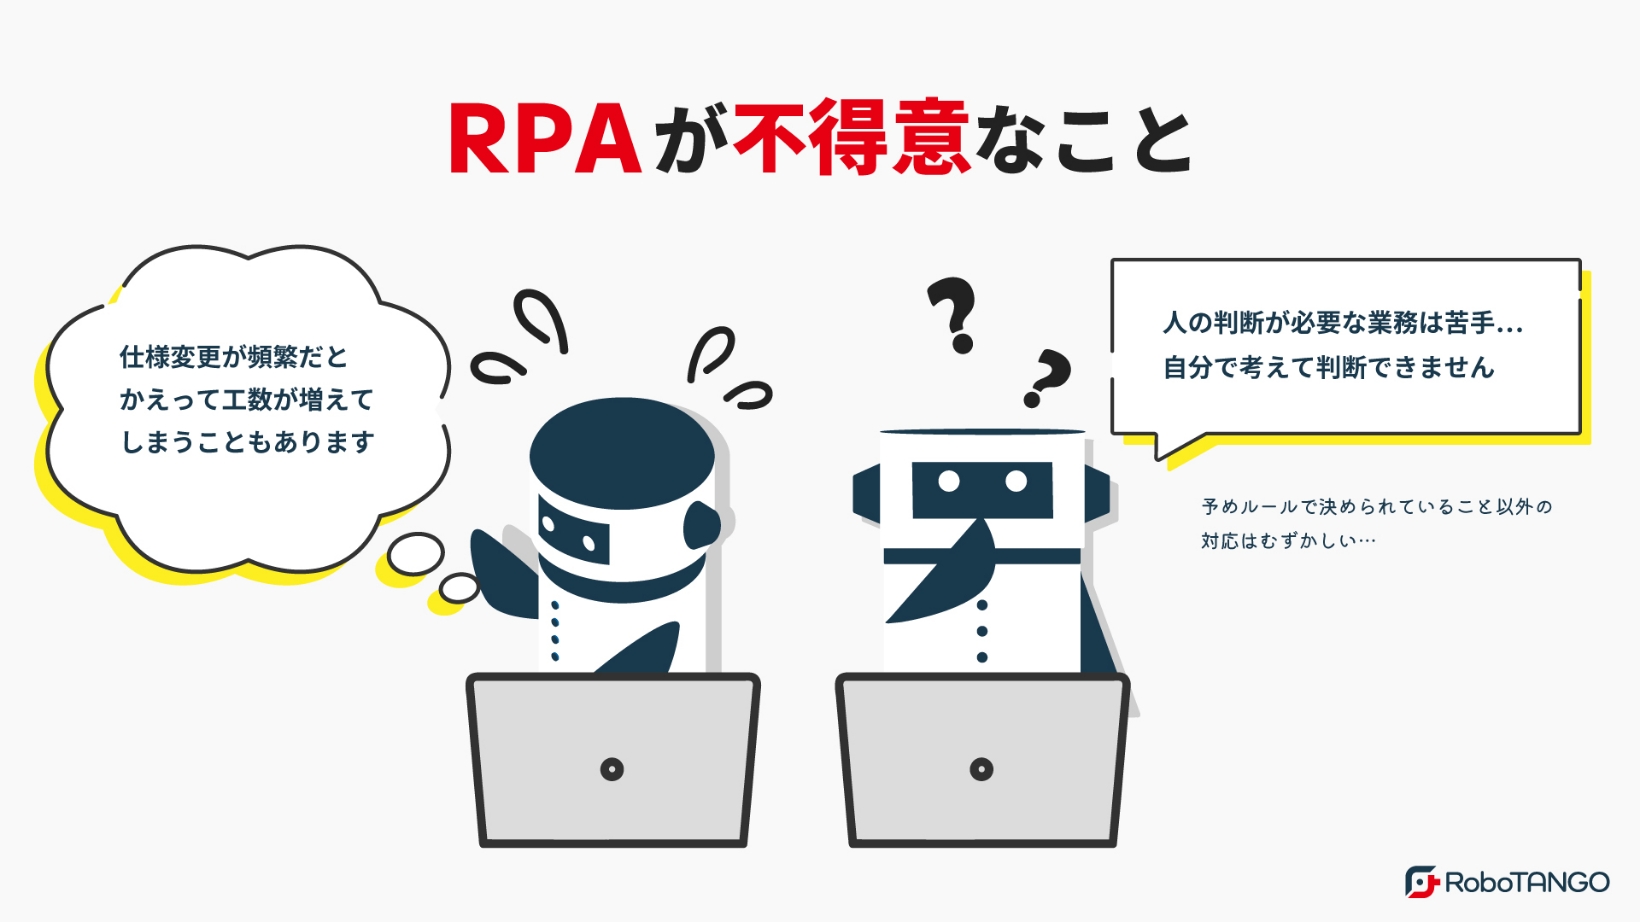 RPAが不得意なこと
仕様変更が頻繁だと
かえって工数が増えて
しまうこともあります
人の判断が必要な業務は苦手…
自分で考えて判断できません
予めルールで決められていること以外の
対応はむずかしい…
RoboTANGO